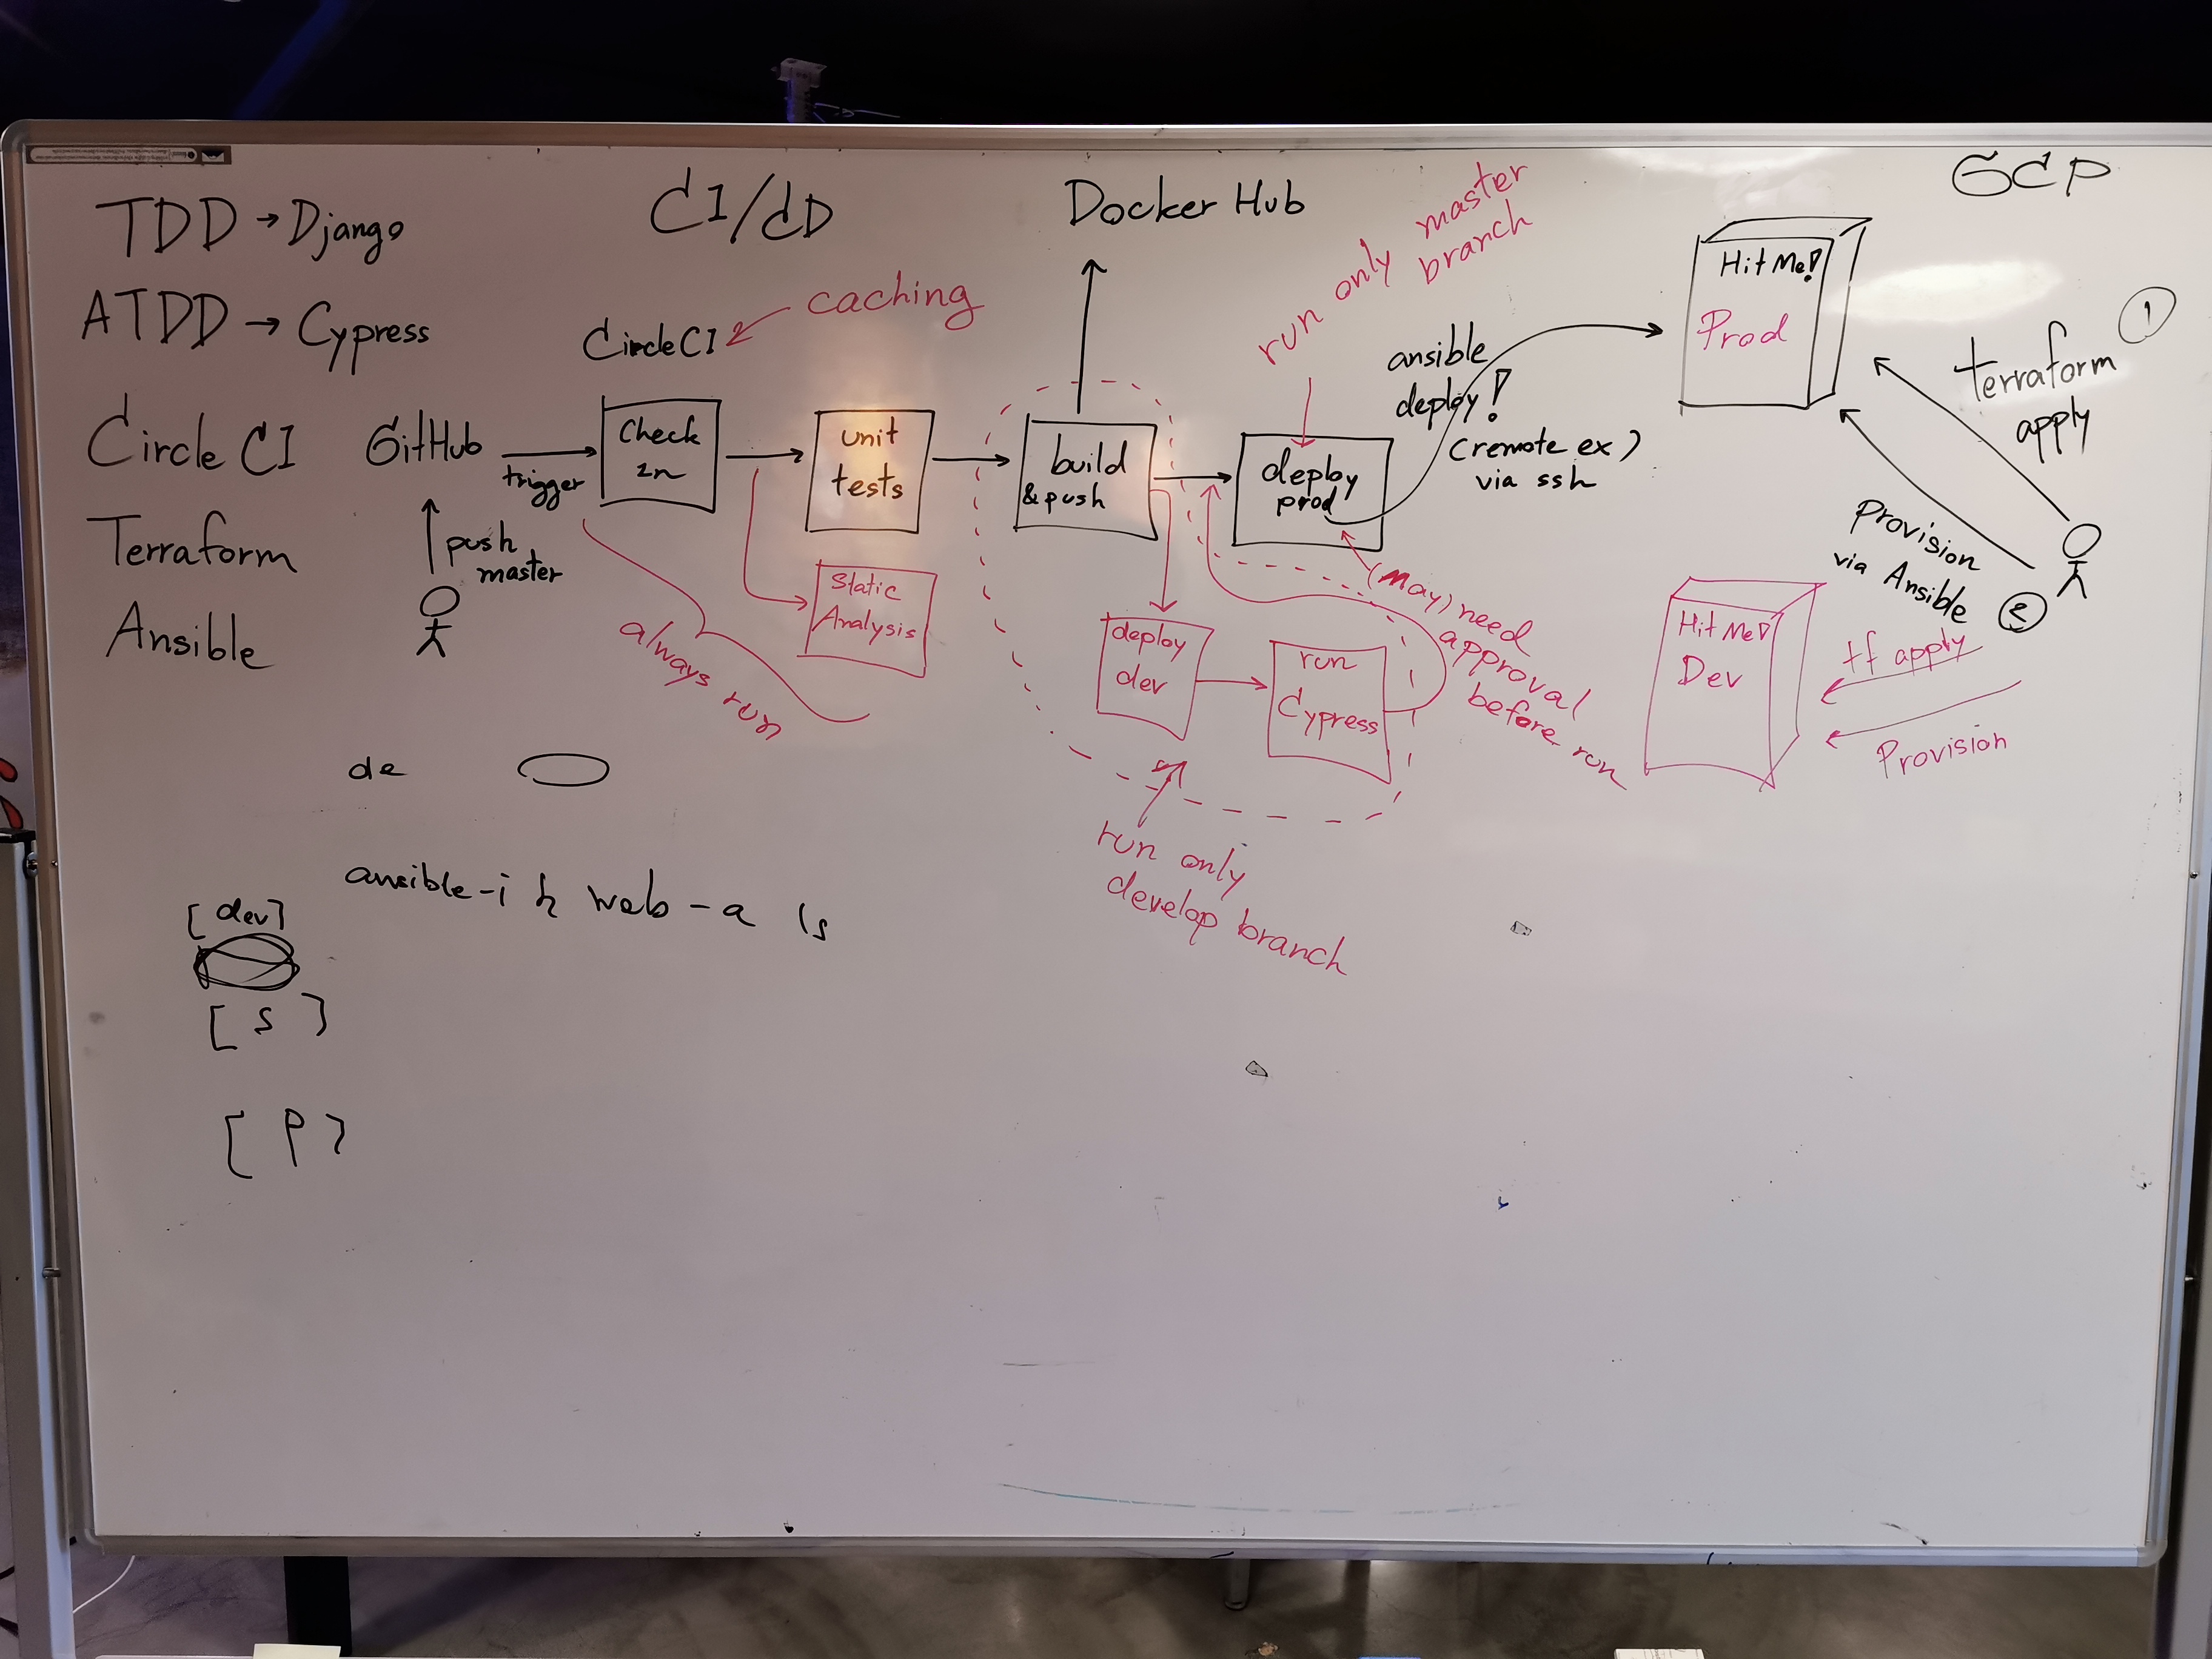 TDD → Django
ATDD → Cypress
Circle CI
Terraform
Ansible
CI/CD
Docker Hub
GCP
CircleCI
caching
GitHub
trigger
push
master
Check
In
unit
tests
Static
Analysis
always run
build
& push
deploy
prod
run only master
branch
ansible
deploy!
(remote ex)
via ssh
deploy
dev
run
Cypress
(May) need
approval
before run
run only
develop branch
Hit Me!
Prod
terraform
apply
1
Provision
via Ansible
2
Hit Me!
Dev
tf apply
Provision
de
ansible -i h web -a ls
[dev]
[ s ]
[ p ]